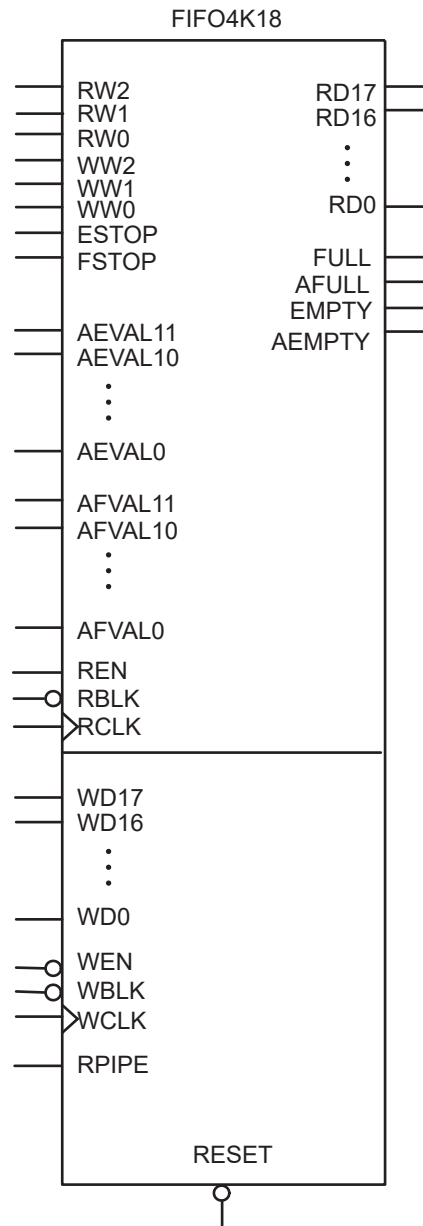 FIFO4K18
RW2
RW1
RW0
WW2
WW1
WW0
ESTOP
FSTOP
AEVAL11
AEVAL10
AEVAL0
AFVAL11
AFVAL10
AFVAL0
REN
RBLK
RCLK
WD17
WD16
WD0
WEN
WBLK
WCLK
RPIPE
RD17
RD16
RD0
FULL
AFULL
EMPTY
AEMPTY
RESET